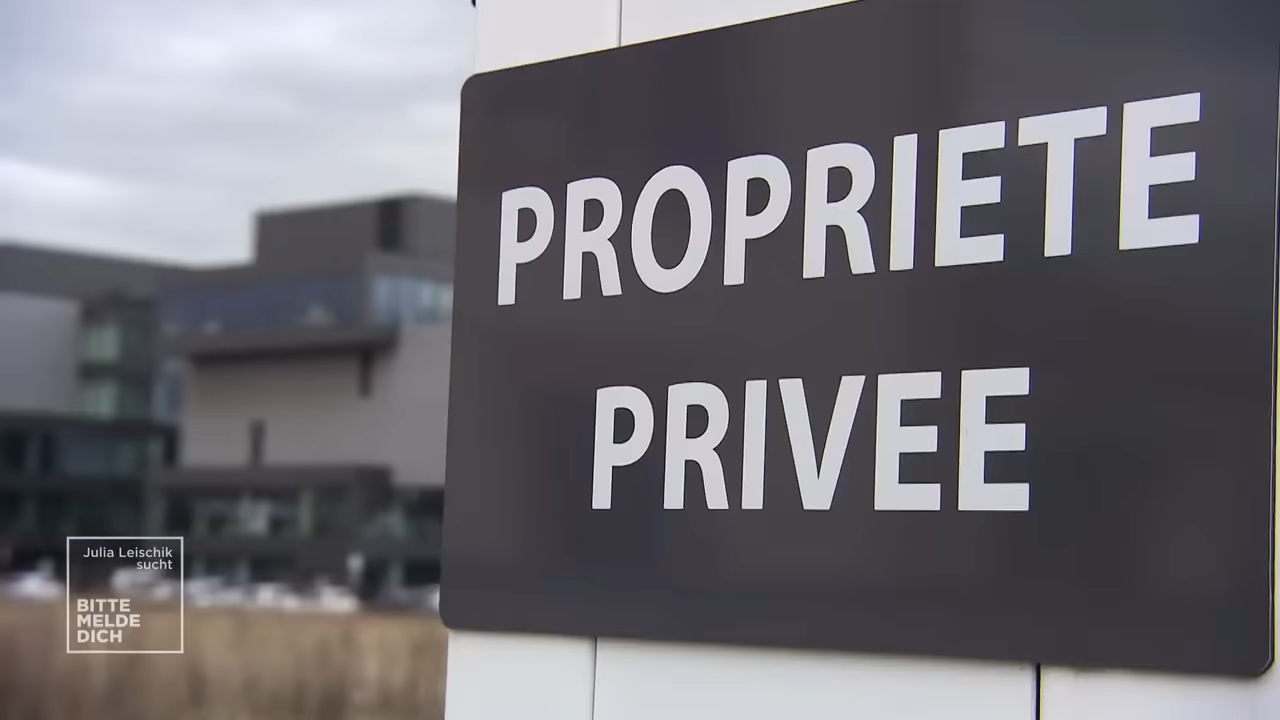 PROPRIETE
PRIVEE
Julia Leischik
sucht
BITTE
MELDE
DICH